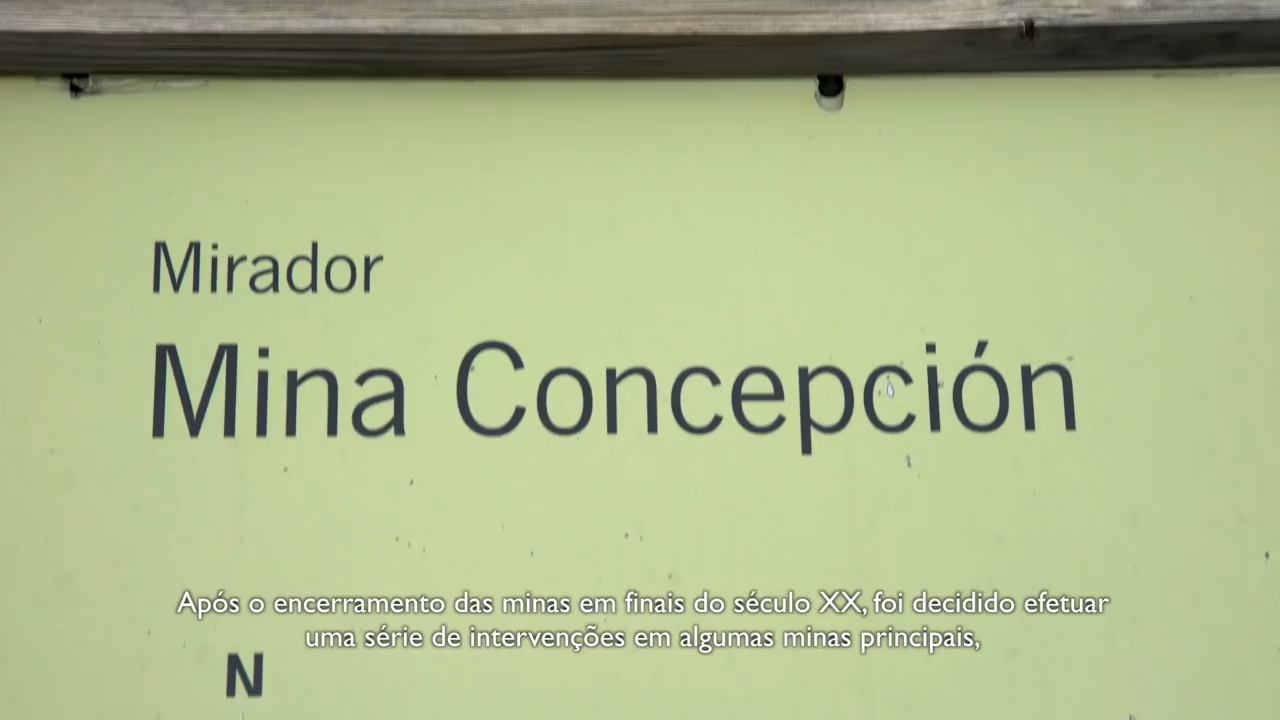 Mirador
Mina Concepción
Após o encerramento das minas em finais do século XX, foi decidido efetuar
uma série de intervenções em algumas minas principais,
N